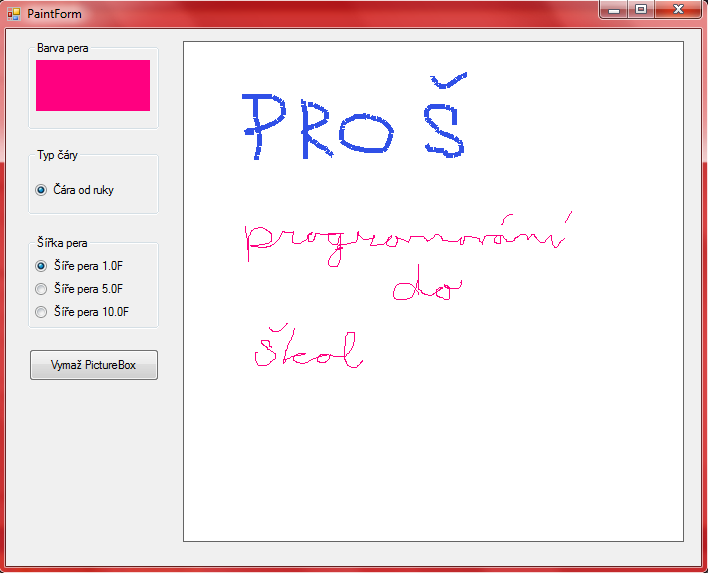 PaintForm
Barva pera
Typ čáry
Čára od ruky
Šířka pera
Šíře pera 1.0F
Šíře pera 5.0F
Šíře pera 10.0F
Vymaž PictureBox
PROŠ
programování
do
škol